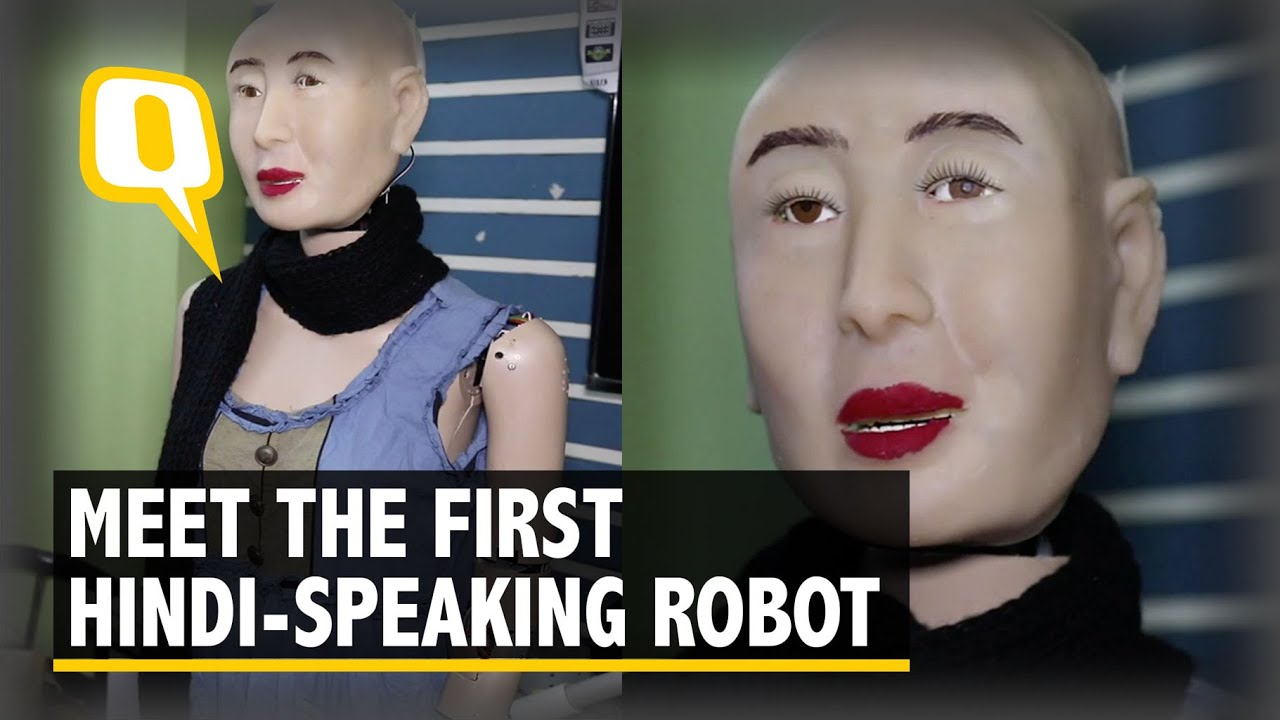 Q
MEET THE FIRST
HINDI-SPEAKING ROBOT